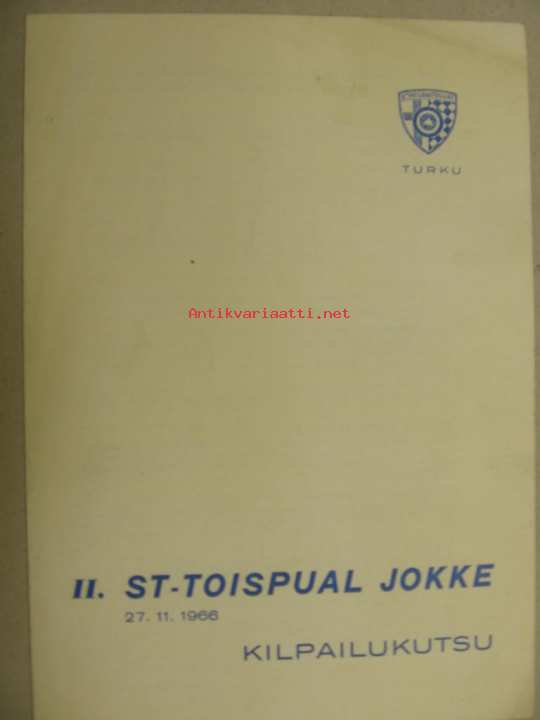 TURKU
Antikvariaatti.net
II. ST-TOISPUAL JOKKE
27. 11. 1966
KILPAILUKUTSU